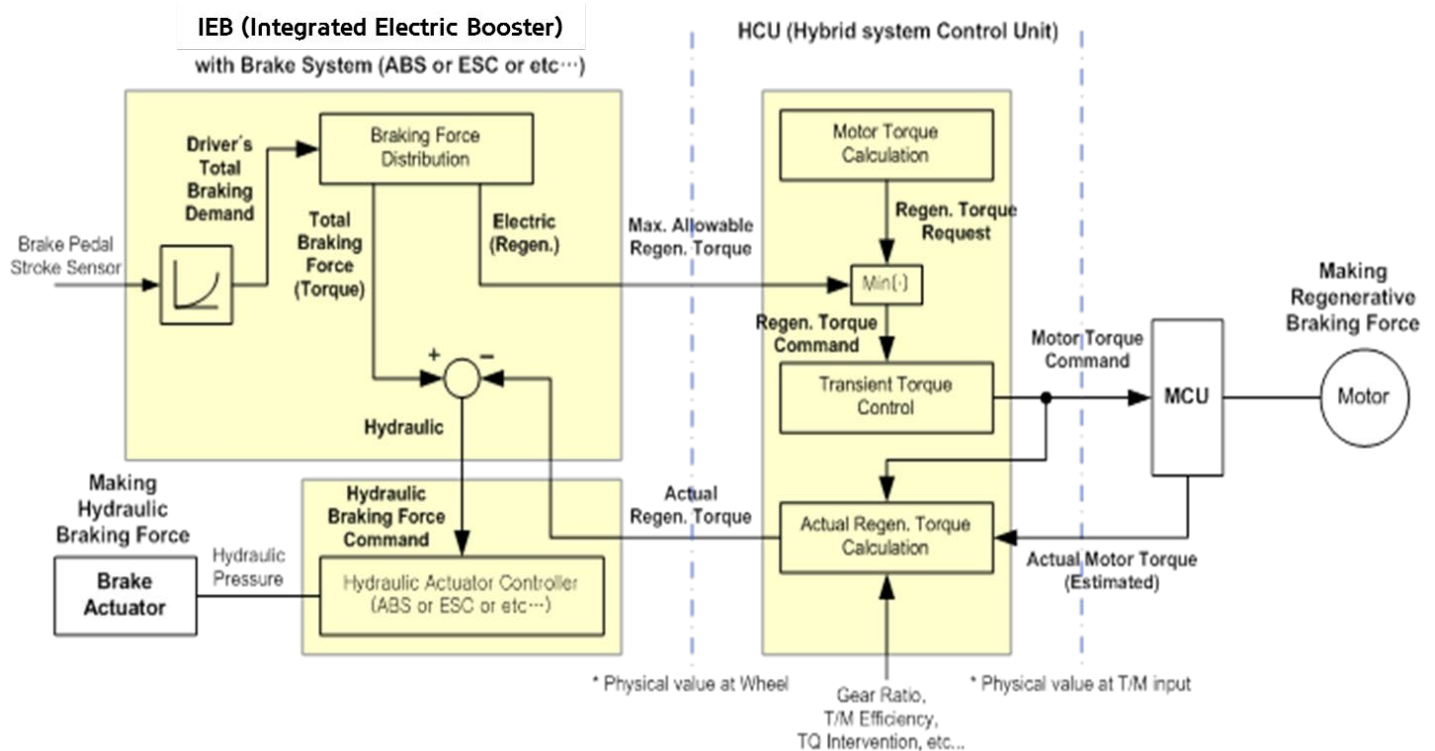 IEB (Integrated Electric Booster)
with Brake System (ABS or ESC or etc⋯)
HCU (Hybrid system Control Unit)
Driver´s
Total
Braking
Demand
Braking Force
Distribution
Motor Torque
Calculation
Brake Pedal
Stroke Sensor
Total
Braking
Force
(Torque)
Electric
(Regen.)
Max. Allowable
Regen. Torque
Regen. Torque
Request
Min(·)
Making
Regenerative
Braking Force
Regen. Torque
Command
Motor Torque
Command
+
−
Transient Torque
Control
MCU
Motor
Hydraulic
Making
Hydraulic
Braking Force
Hydraulic
Braking Force
Command
Actual
Regen. Torque
Actual Regen. Torque
Calculation
Actual Motor Torque
(Estimated)
Hydraulic
Pressure
Brake
Actuator
Hydraulic Actuator Controller
(ABS or ESC or etc⋯)
* Physical value at Wheel
* Physical value at T/M input
Gear Ratio,
T/M Efficiency,
TQ Intervention, etc...